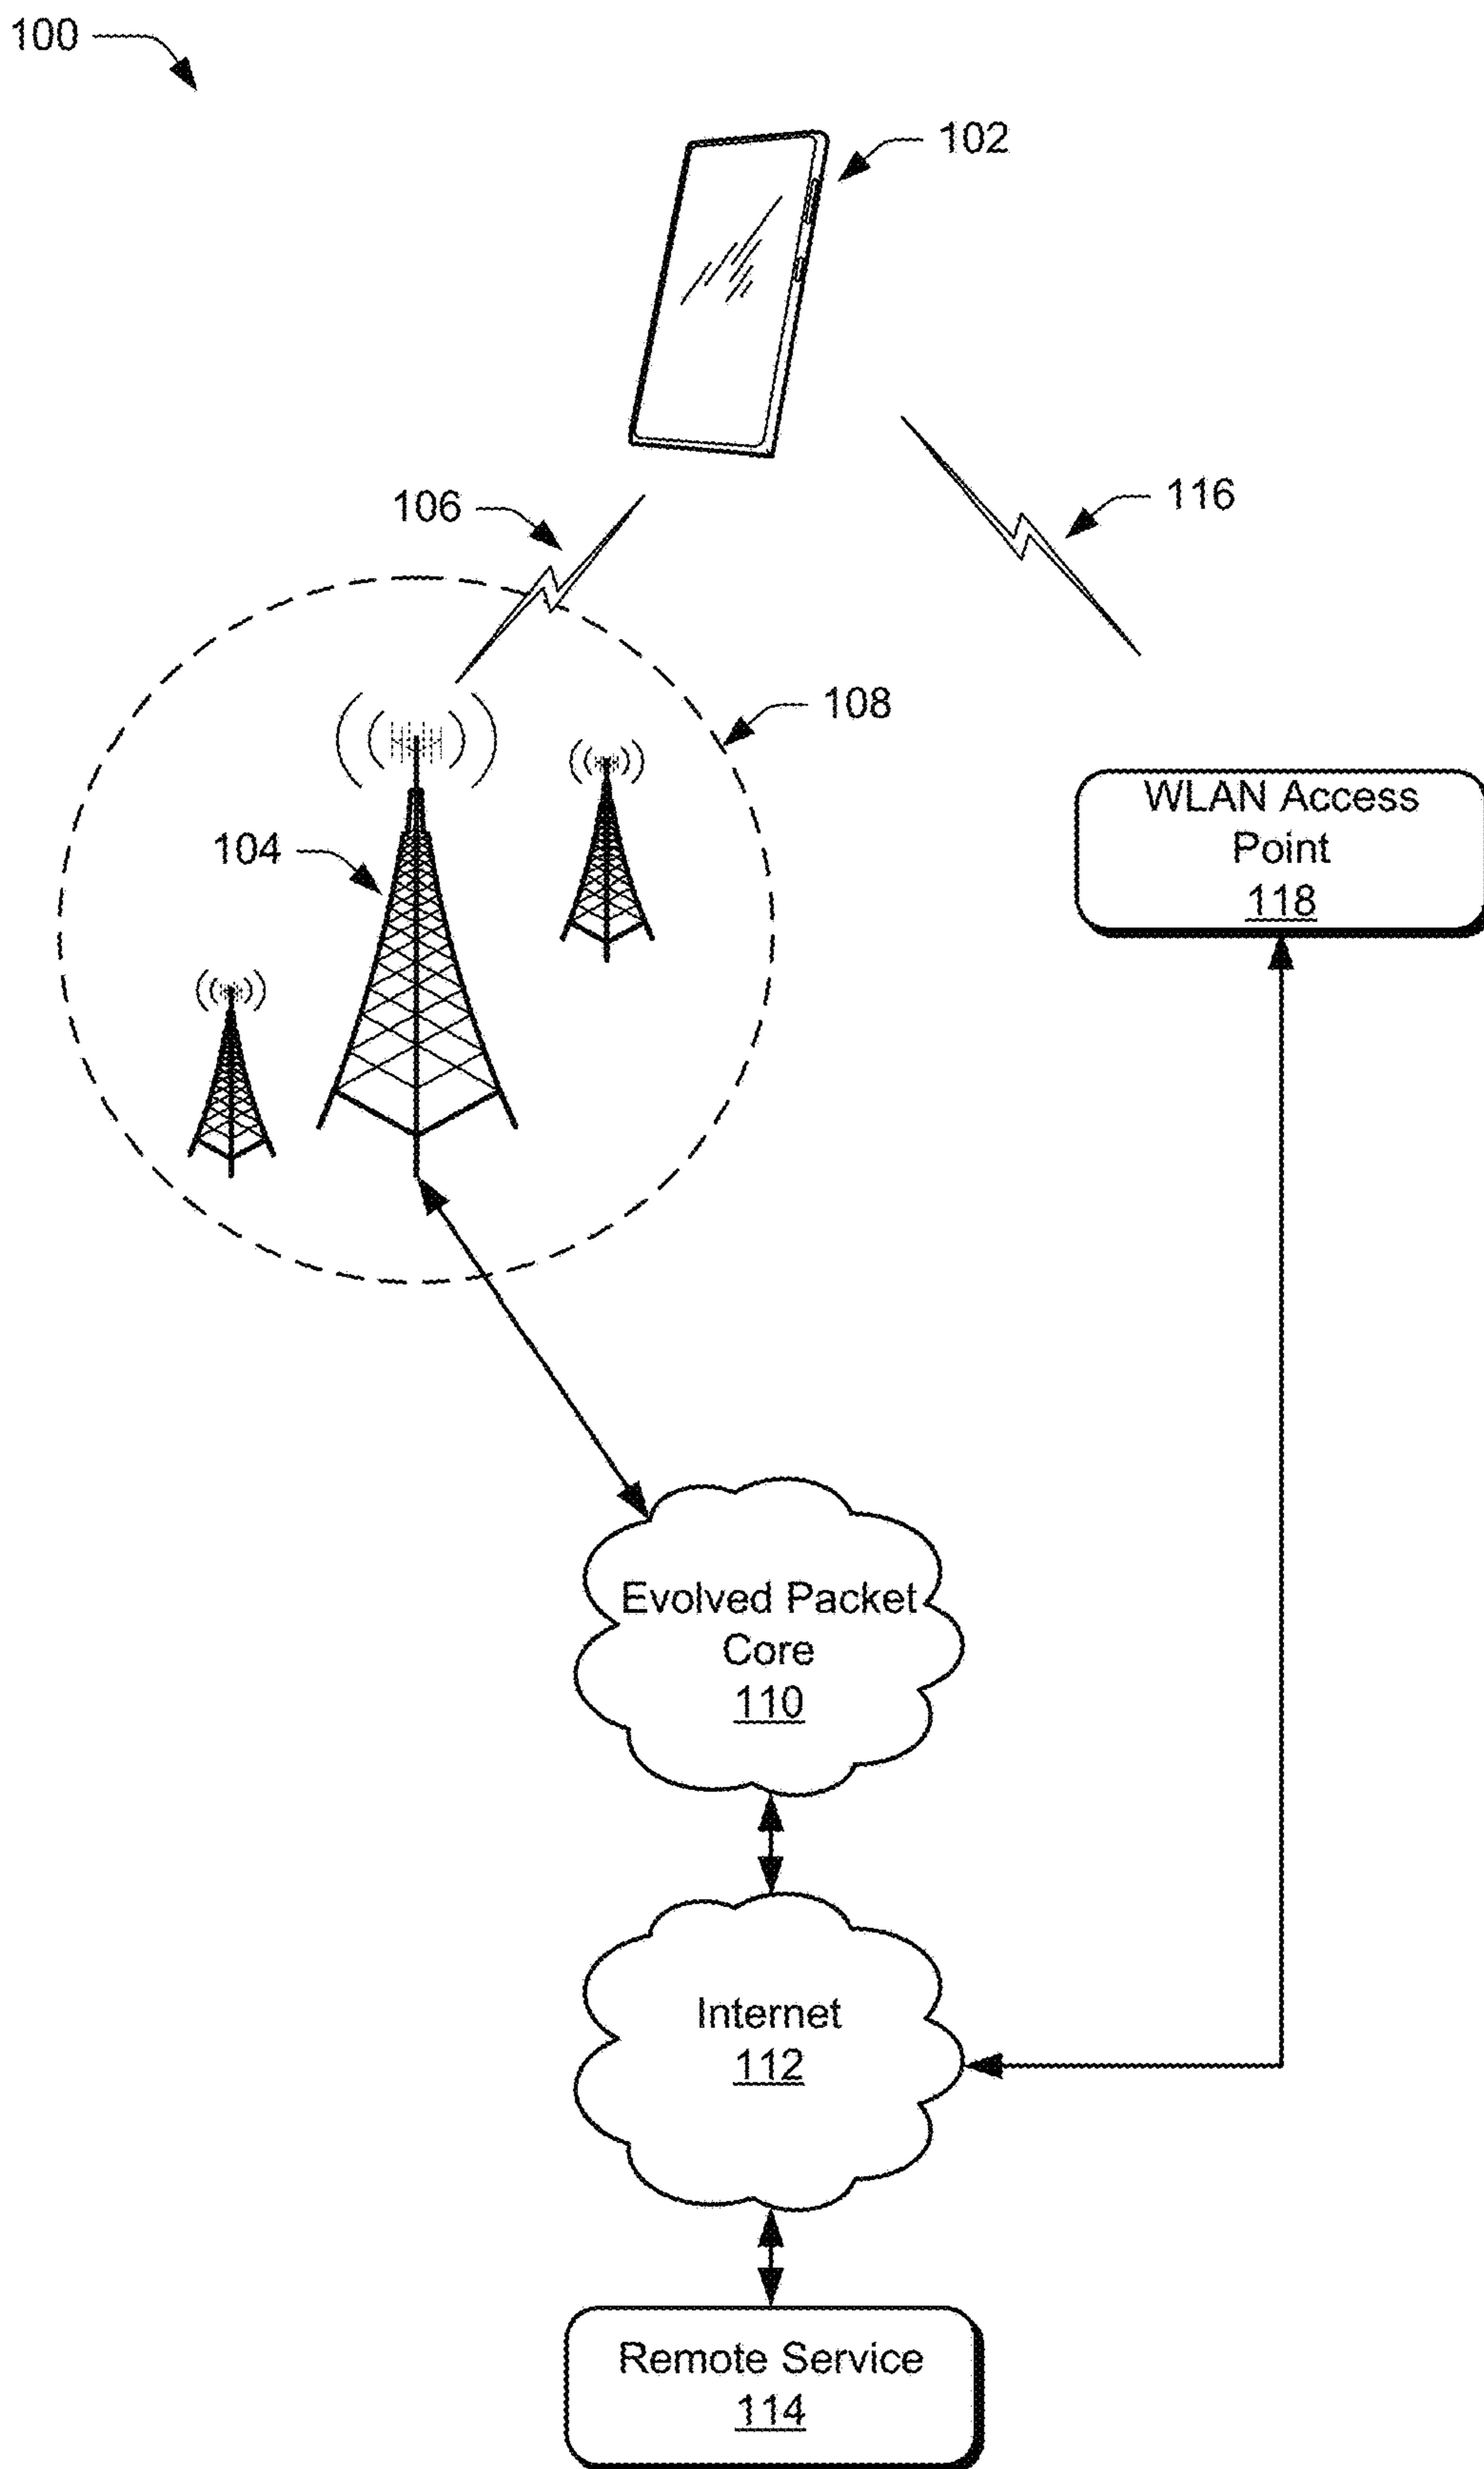 100
102
106
116
108
104
WLAN Access
Point
118
Evolved Packet
Core
110
Internet
112
Remote Service
114